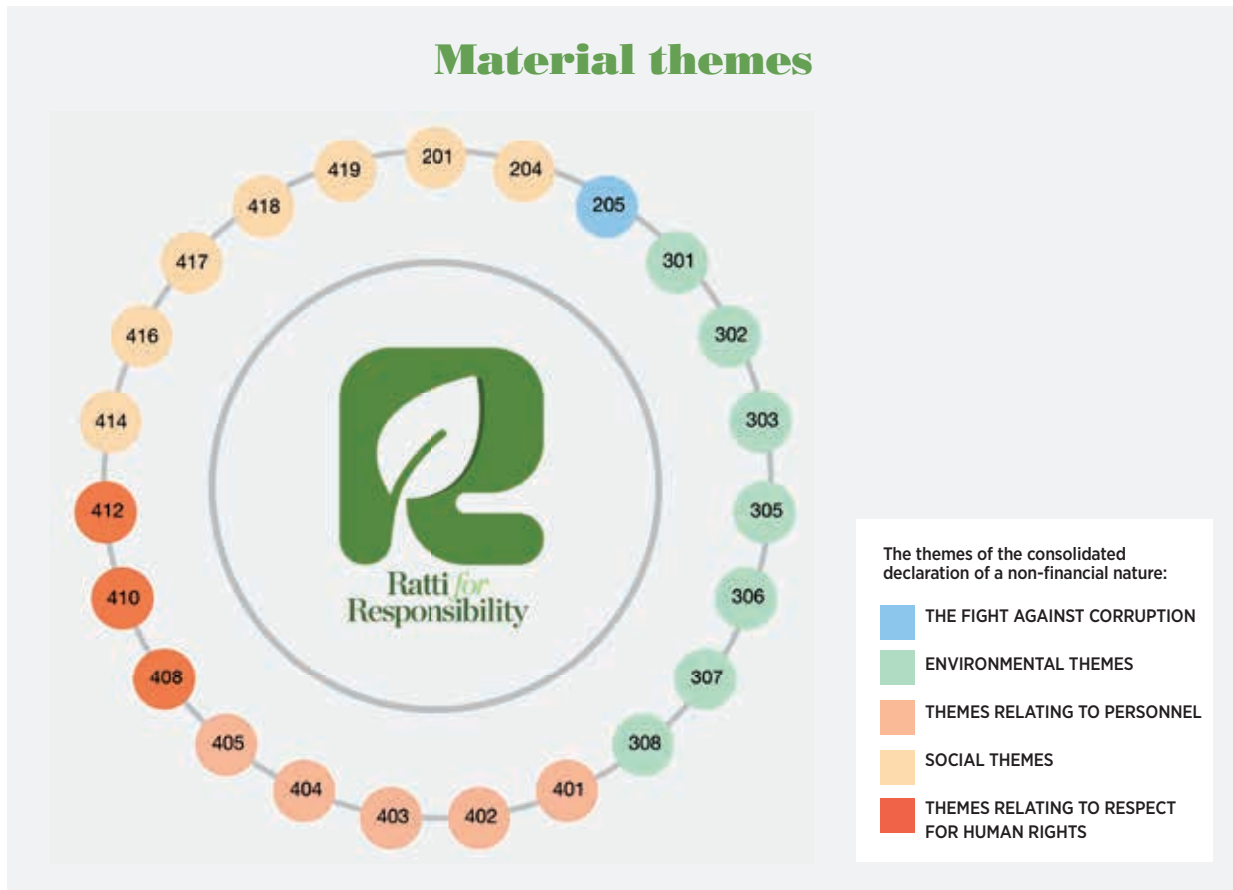 Material themes
201
204
205
301
302
303
305
306
307
308
401
402
403
404
405
408
410
412
414
416
417
418
419
Ratti for
Responsibility
The themes of the consolidated
declaration of a non-financial nature:
THE FIGHT AGAINST CORRUPTION
ENVIRONMENTAL THEMES
THEMES RELATING TO PERSONNEL
SOCIAL THEMES
THEMES RELATING TO RESPECT
FOR HUMAN RIGHTS